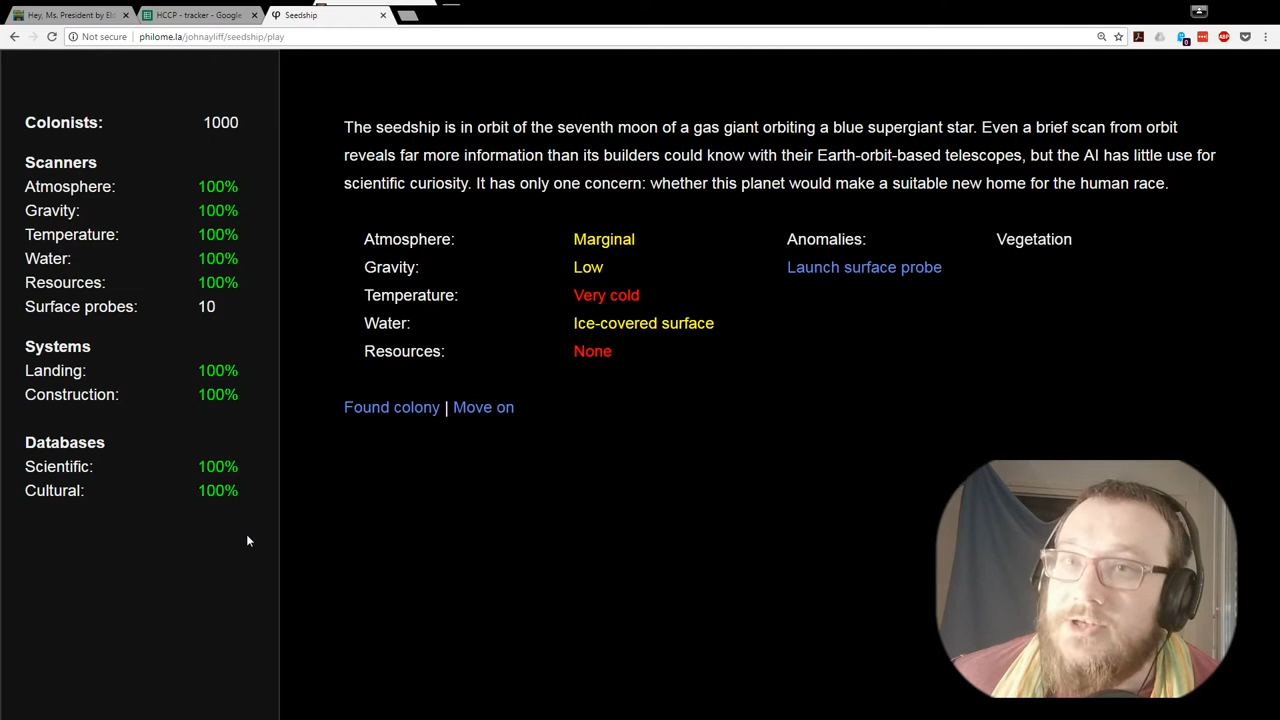 Hey, Ms. President by El
HCCP - tracker - Google
Seedship
Not secure | philome.la/johnayliff/seedship/play
0
ABP
Colonists: 1000
Scanners
Atmosphere: 100%
Gravity: 100%
Temperature: 100%
Water: 100%
Resources: 100%
Surface probes: 10
Systems
Landing: 100%
Construction: 100%
Databases
Scientific: 100%
Cultural: 100%
The seedship is in orbit of the seventh moon of a gas giant orbiting a blue supergiant star. Even a brief scan from orbit
reveals far more information than its builders could know with their Earth-orbit-based telescopes, but the AI has little use for
scientific curiosity. It has only one concern: whether this planet would make a suitable new home for the human race.
Atmosphere: Marginal Anomalies: Vegetation
Gravity: Low Launch surface probe
Temperature: Very cold
Water: Ice-covered surface
Resources: None
Found colony | Move on